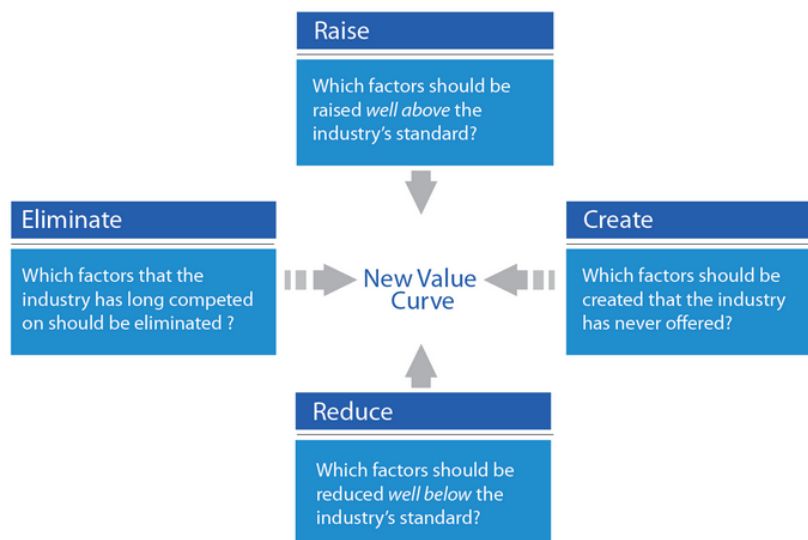 Raise
Which factors should be
raised well above the
industry’s standard?
Eliminate
Which factors that the
industry has long competed
on should be eliminated ?
New Value
Curve
Create
Which factors should be
created that the industry
has never offered?
Reduce
Which factors should be
reduced well below the
industry’s standard?